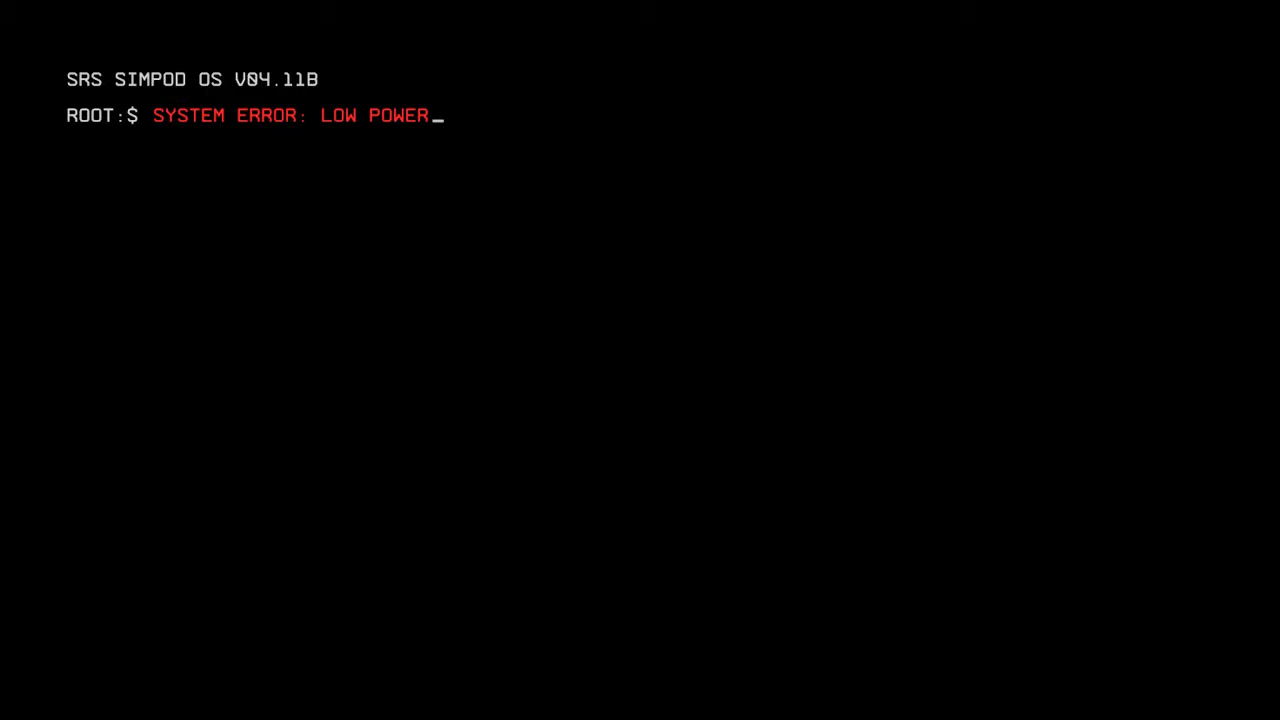 SRS SIMPOD OS V04.11B
ROOT:$ SYSTEM ERROR: LOW POWER_